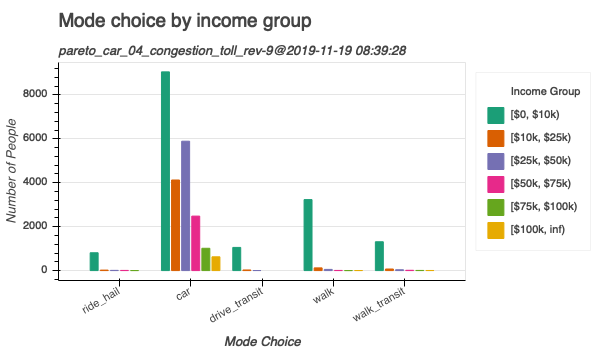 Mode choice by income group
pareto_car_04_congestion_toll_rev-9@2019-11-19 08:39:28
Number of People
8000
6000
4000
2000
0
ride_hail
car
drive_transit
walk
walk_transit
Mode Choice
Income Group
[$0, $10k)
[$10k, $25k)
[$25k, $50k)
[$50k, $75k)
[$75k, $100k)
[$100k, inf)